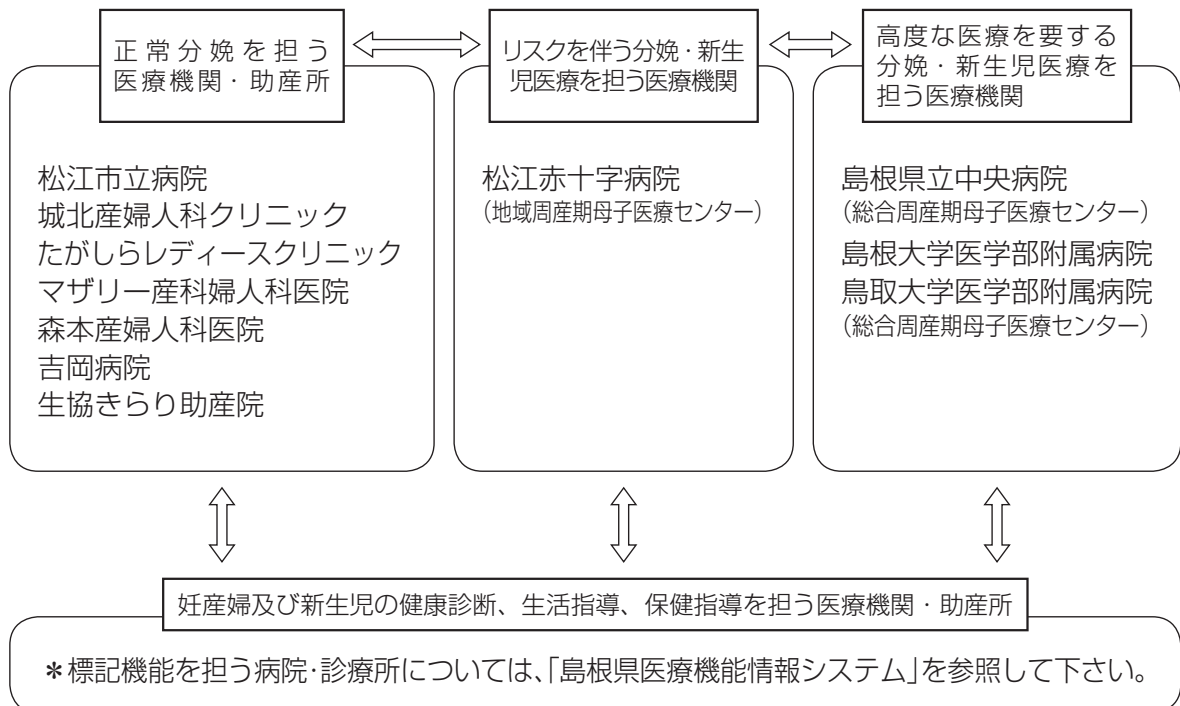 正常分娩を担う
医療機関・助産所
松江市立病院
城北産婦人科クリニック
たがしらレディースクリニック
マザリー産科婦人科医院
森本産婦人科医院
吉岡病院
生協きらり助産院
リスクを伴う分娩・新生
児医療を担う医療機関
松江赤十字病院
（地域周産期母子医療センター）
高度な医療を要する
分娩・新生児医療を
担う医療機関
島根県立中央病院
（総合周産期母子医療センター）
島根大学医学部附属病院
鳥取大学医学部附属病院
（総合周産期母子医療センター）
妊産婦及び新生児の健康診断、生活指導、保健指導を担う医療機関・助産所
＊標記機能を担う病院・診療所については、「島根県医療機能情報システム」を参照して下さい。